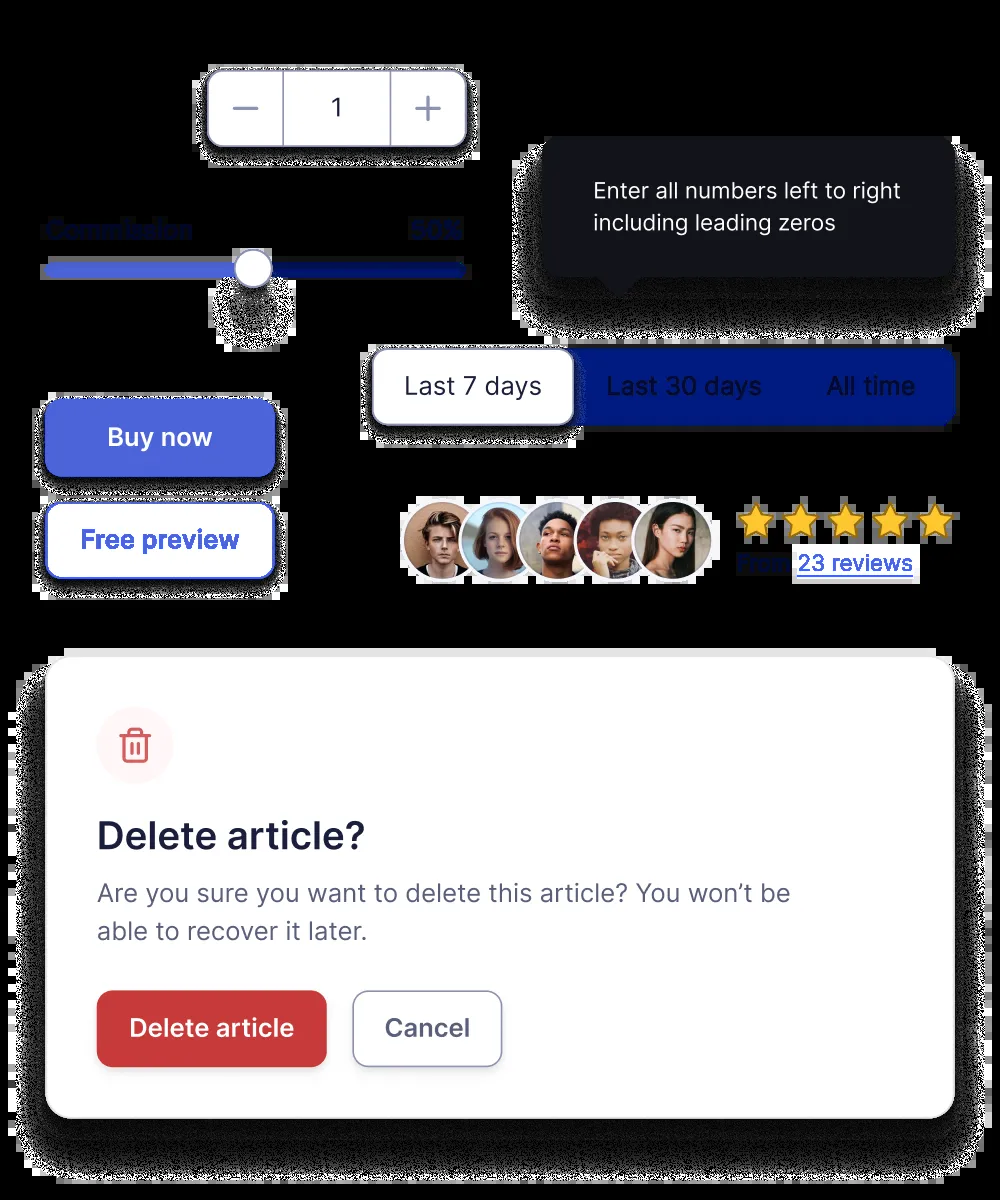 1
Enter all numbers left to right
including leading zeros
Commission 50%
Last 7 days Last 30 days All time
Buy now
Free preview
From 23 reviews
Delete article?
Are you sure you want to delete this article? You won’t be
able to recover it later.
Delete article Cancel